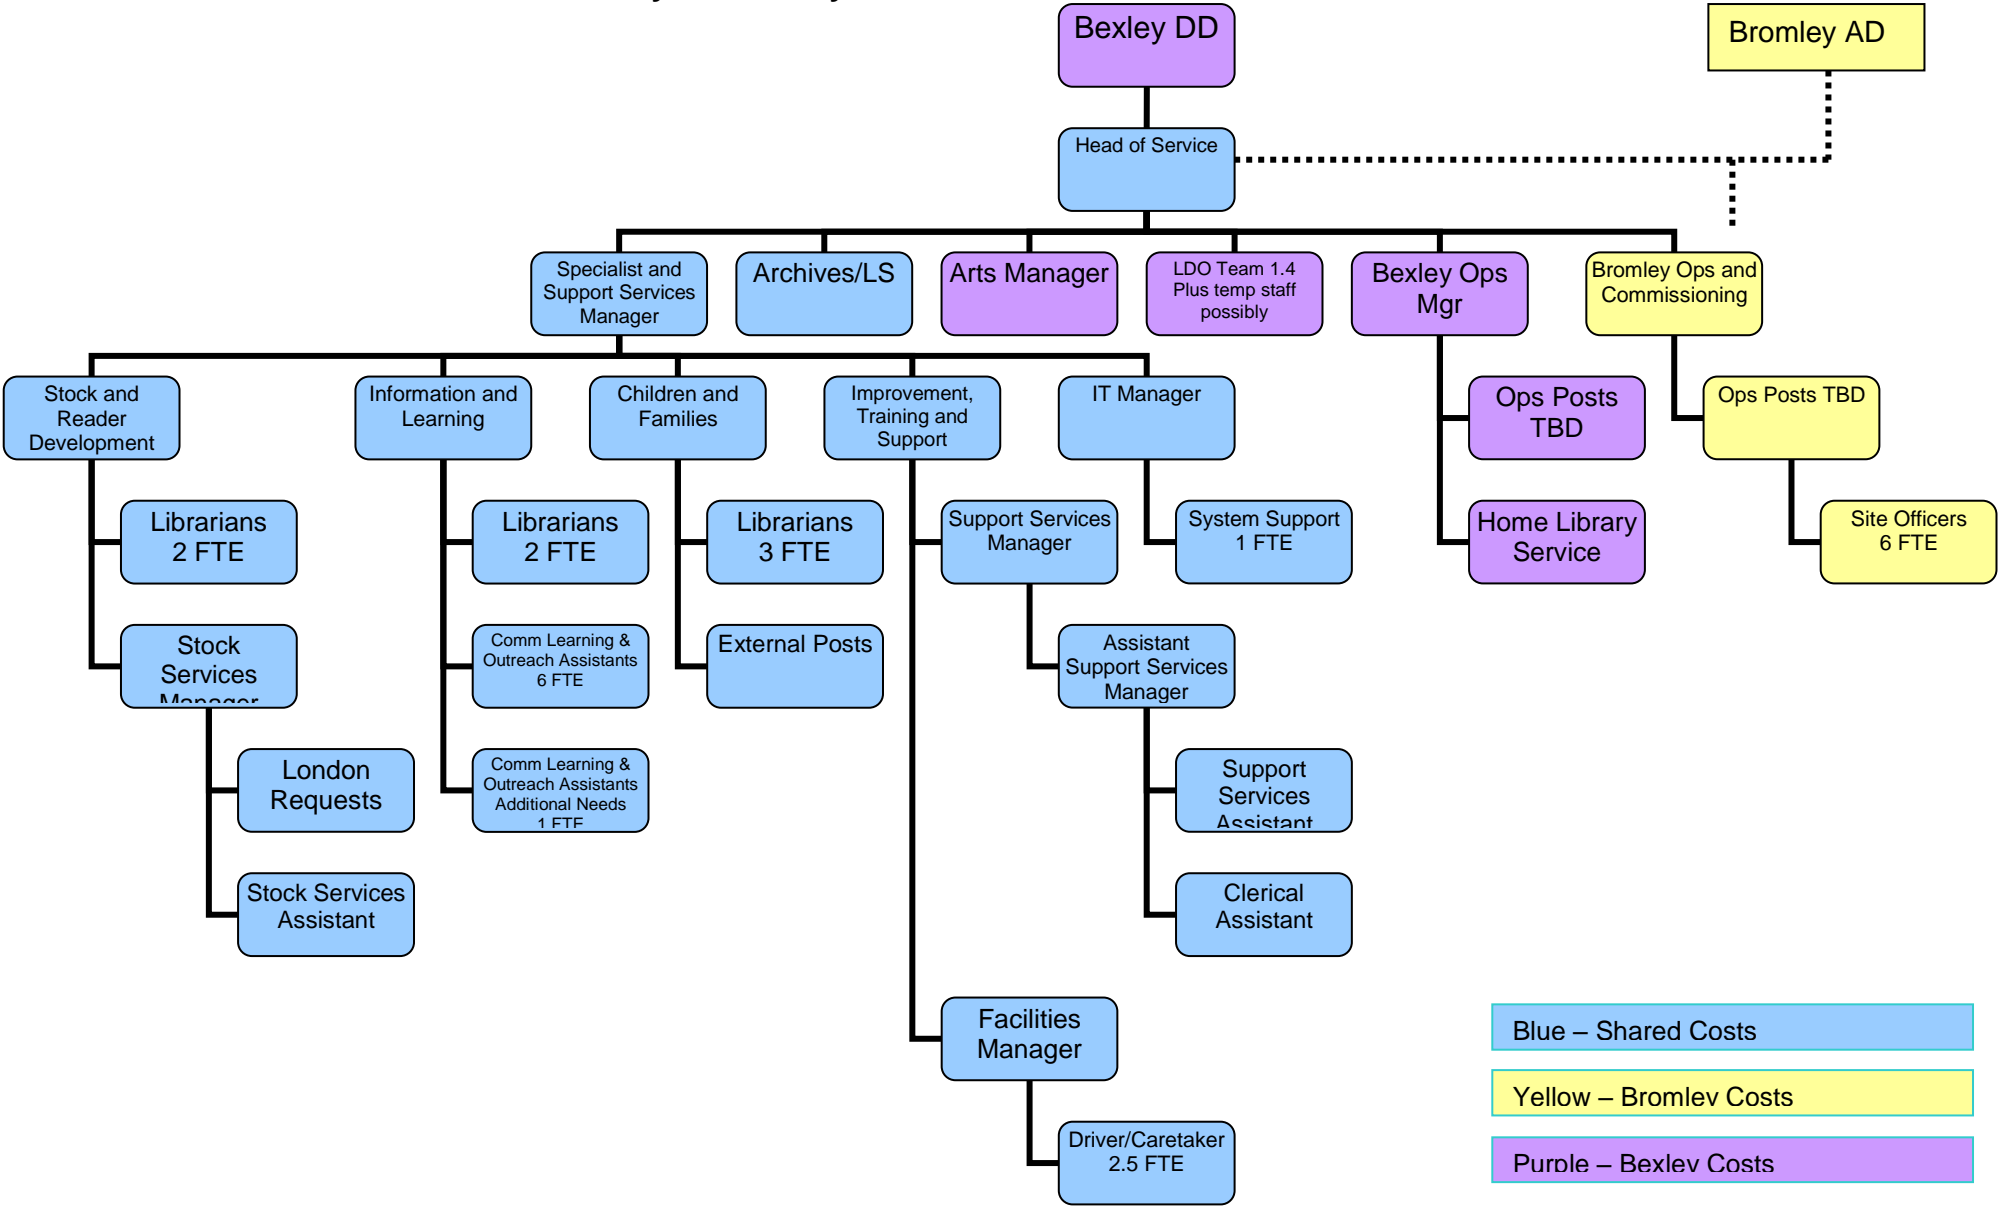 Bexley DD
Bromley AD
Head of Service
Specialist and
Support Services
Manager
Archives/LS
Arts Manager
LDO Team 1.4
Plus temp staff
possibly
Bexley Ops
Mgr
Bromley Ops and
Commissioning
Stock and
Reader
Development
Information and
Learning
Children and
Families
Improvement,
Training and
Support
IT Manager
Ops Posts
TBD
Ops Posts TBD
Librarians
2 FTE
Librarians
2 FTE
Librarians
3 FTE
Support Services
Manager
System Support
1 FTE
Home Library
Service
Site Officers
6 FTE
Stock
Services
Manager
Comm Learning &
Outreach Assistants
6 FTE
External Posts
Assistant
Support Services
Manager
London
Requests
Comm Learning &
Outreach Assistants
Additional Needs
1 FTE
Support
Services
Assistant
Stock Services
Assistant
Clerical
Assistant
Facilities
Manager
Driver/Caretaker
2.5 FTE
Blue – Shared Costs
Yellow – Bromley Costs
Purple – Bexley Costs